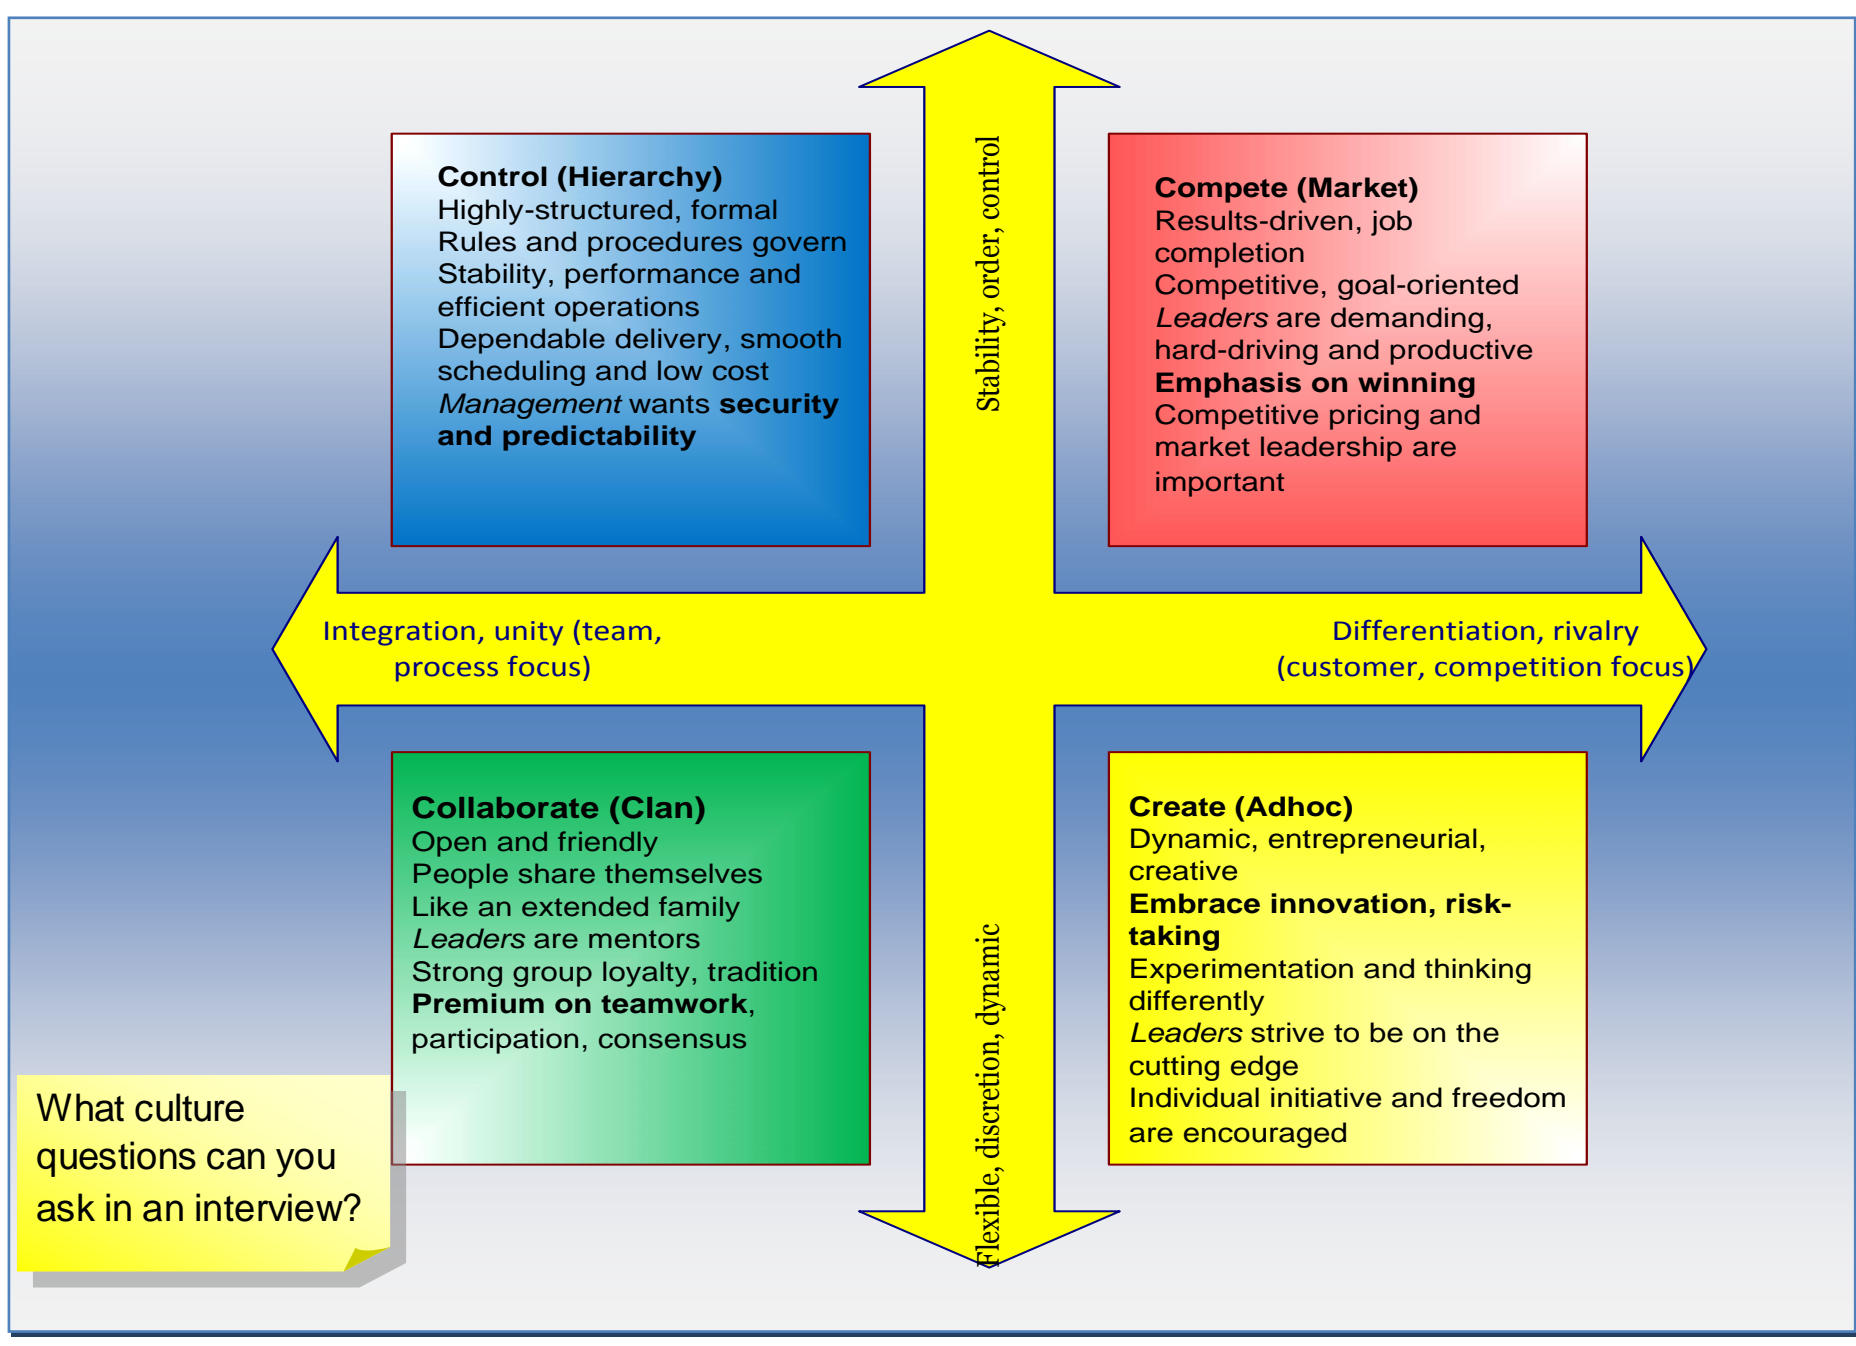 Control (Hierarchy)
Highly-structured, formal
Rules and procedures govern
Stability, performance and
efficient operations
Dependable delivery, smooth
scheduling and low cost
Management wants security
and predictability
Stability, order, control
Compete (Market)
Results-driven, job
completion
Competitive, goal-oriented
Leaders are demanding,
hard-driving and productive
Emphasis on winning
Competitive pricing and
market leadership are
important
Integration, unity (team,
process focus)
Differentiation, rivalry
(customer, competition focus)
Collaborate (Clan)
Open and friendly
People share themselves
Like an extended family
Leaders are mentors
Strong group loyalty, tradition
Premium on teamwork,
participation, consensus
Flexible, discretion, dynamic
Create (Adhoc)
Dynamic, entrepreneurial,
creative
Embrace innovation, risk-
taking
Experimentation and thinking
differently
Leaders strive to be on the
cutting edge
Individual initiative and freedom
are encouraged
What culture
questions can you
ask in an interview?